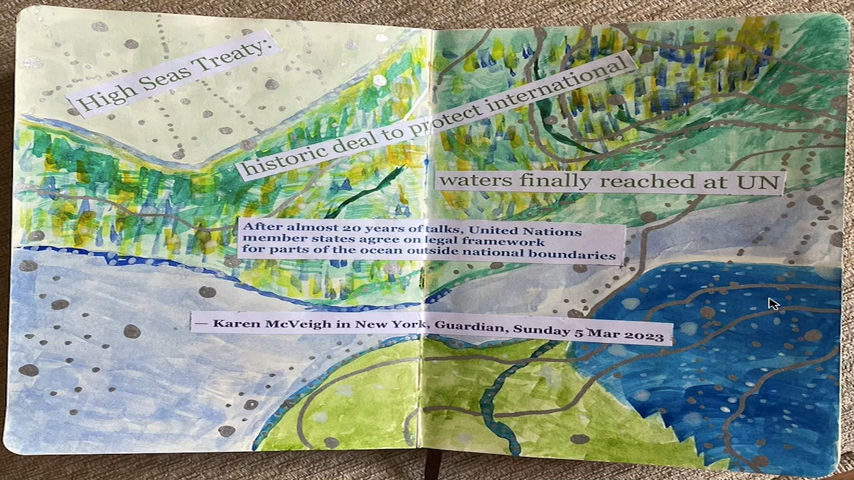 High Seas Treaty:
historic deal to protect international
waters finally reached at UN
After almost 20 years of talks, United Nations
member states agree on legal framework
for parts of the ocean outside national boundaries
— Karen McVeigh in New York, Guardian, Sunday 5 Mar 2023